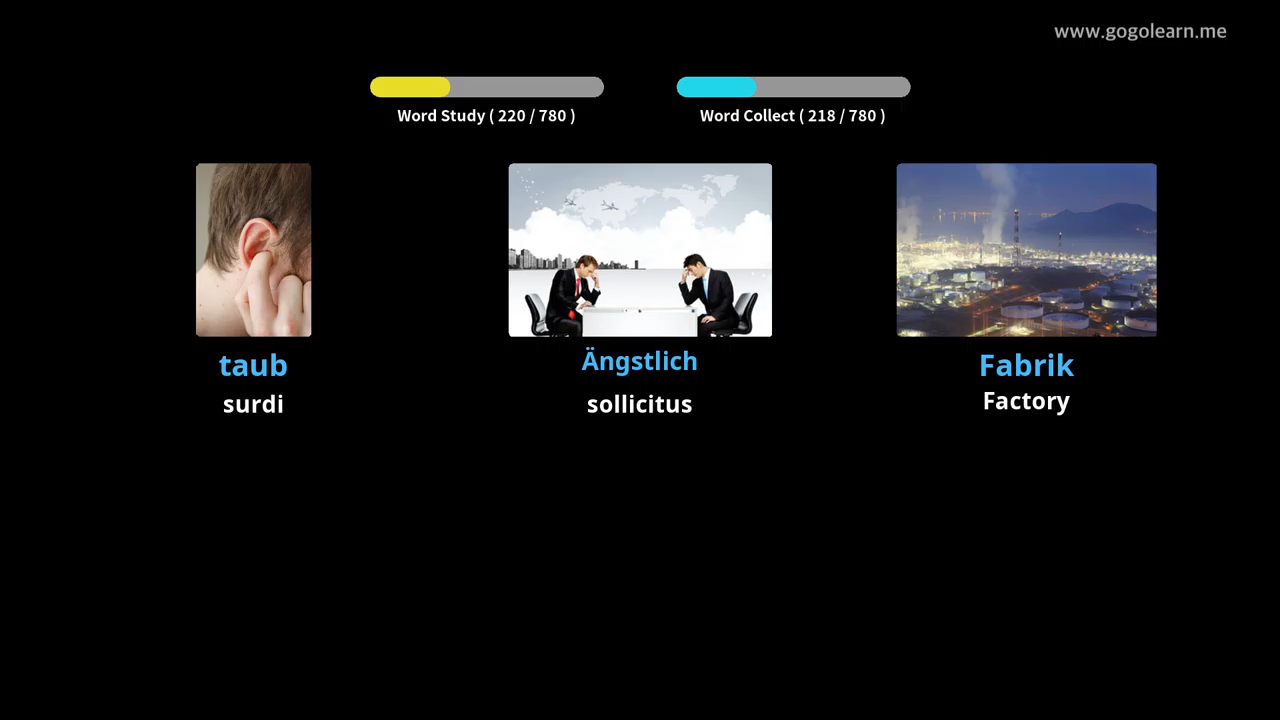 www.gogolearn.me
Word Study ( 220 / 780 )
Word Collect ( 218 / 780 )
taub
Ängstlich
Fabrik
surdi
sollicitus
Factory